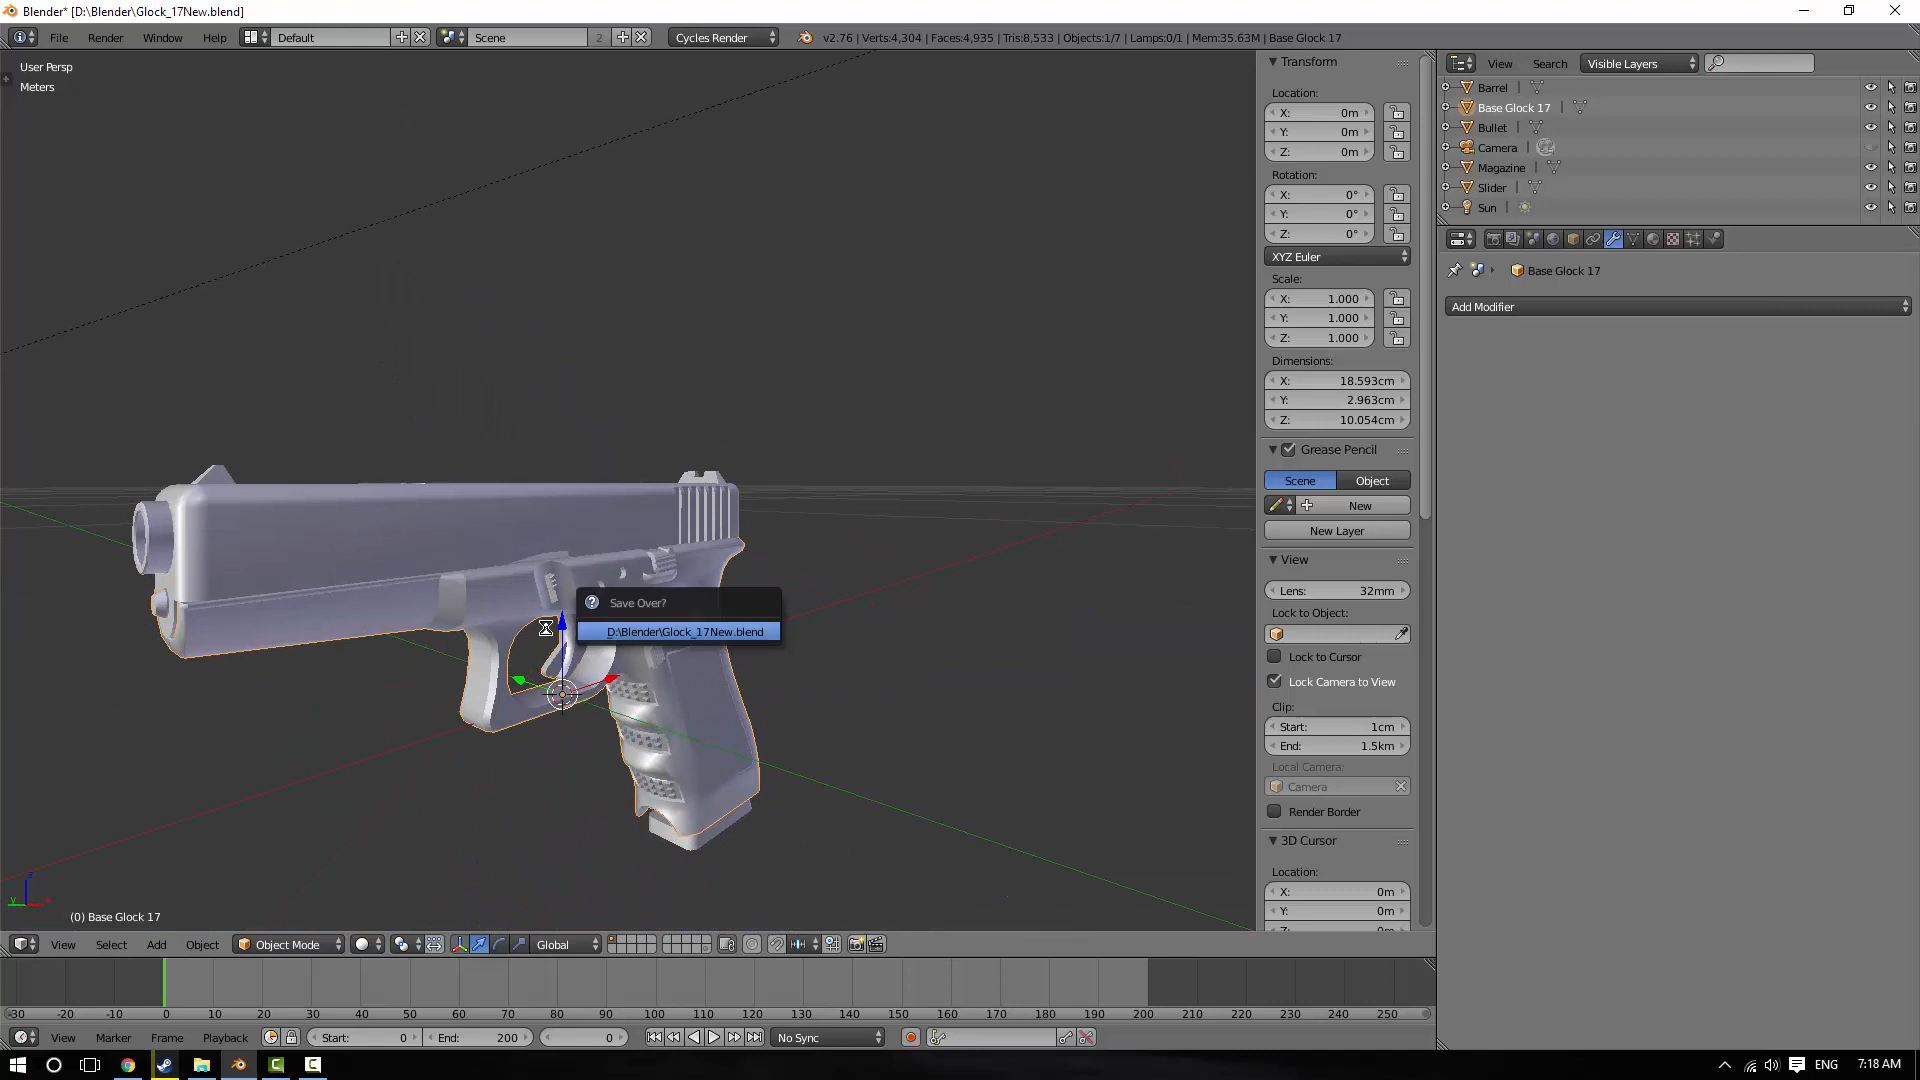 Blender* [D:\Blender\Glock_17New.blend]
File Render Window Help Default Scene 2 Cycles Render v2.76 | Verts:4,304 | Faces:4,935 | Tris:8,533 | Objects:1/7 | Lamps:0/1 | Mem:35.63M | Base Glock 17
User Persp
Meters
Save Over?
D:\Blender\Glock_17New.blend
z
y x
(0) Base Glock 17
Transform
Location:
X: 0m
Y: 0m
Z: 0m
Rotation:
X: 0°
Y: 0°
Z: 0°
XYZ Euler
Scale:
X: 1.000
Y: 1.000
Z: 1.000
Dimensions:
X: 18.593cm
Y: 2.963cm
Z: 10.054cm
Grease Pencil
Scene Object
New
New Layer
View
Lens: 32mm
Lock to Object:
Lock to Cursor
Lock Camera to View
Clip:
Start: 1cm
End: 1.5km
Local Camera:
Camera
Render Border
3D Cursor
Location:
X: 0m
Y: 0m
View Search Visible Layers
Barrel
Base Glock 17
Bullet
Camera
Magazine
Slider
Sun
Base Glock 17
Add Modifier
View Select Add Object Object Mode Global
-30 -20 -10 0 10 20 30 40 50 60 70 80 90 100 110 120 130 140 150 160 170 180 190 200 210 220 230 240 250
View Marker Frame Playback Start: 0 End: 200 0 No Sync
ENG 7:18 AM